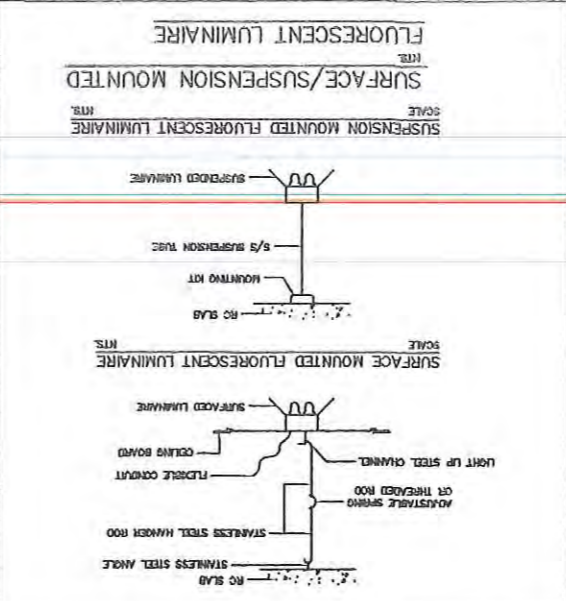 RC SLAB
STAINLESS STEEL ANGLE
STAINLESS STEEL HANGER ROD
ADJUSTABLE SPRING
OR THREADED ROD
LIGHT UP STEEL CHANNEL
FLEXIBLE CONDUIT
CEILING BOARD
SURFACED LUMINAIRE
SURFACE MOUNTED FLUORESCENT LUMINAIRE
SCALE NTS.
RC SLAB
MOUNTING KIT
S/S SUSPENSION TUBE
SUSPENDED LUMINAIRE
SUSPENSION MOUNTED FLUORESCENT LUMINAIRE
SCALE NTS.
SURFACE/SUSPENSION MOUNTED
NTS.
FLUORESCENT LUMINAIRE